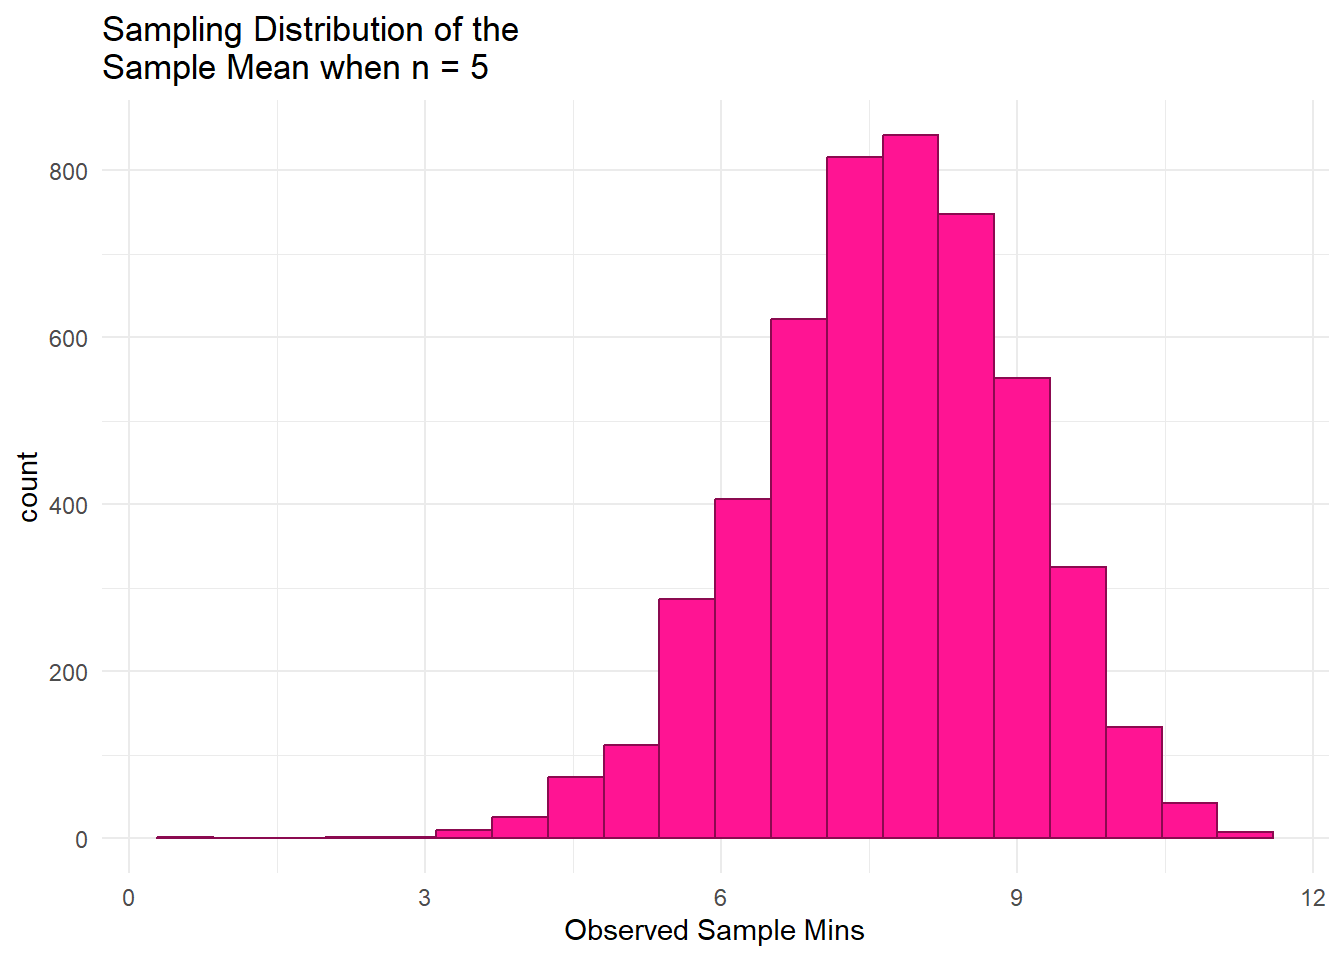 Sampling Distribution of the
Sample Mean when n = 5
800
600
400
200
0
count
0 3 6 9 12
Observed Sample Mins